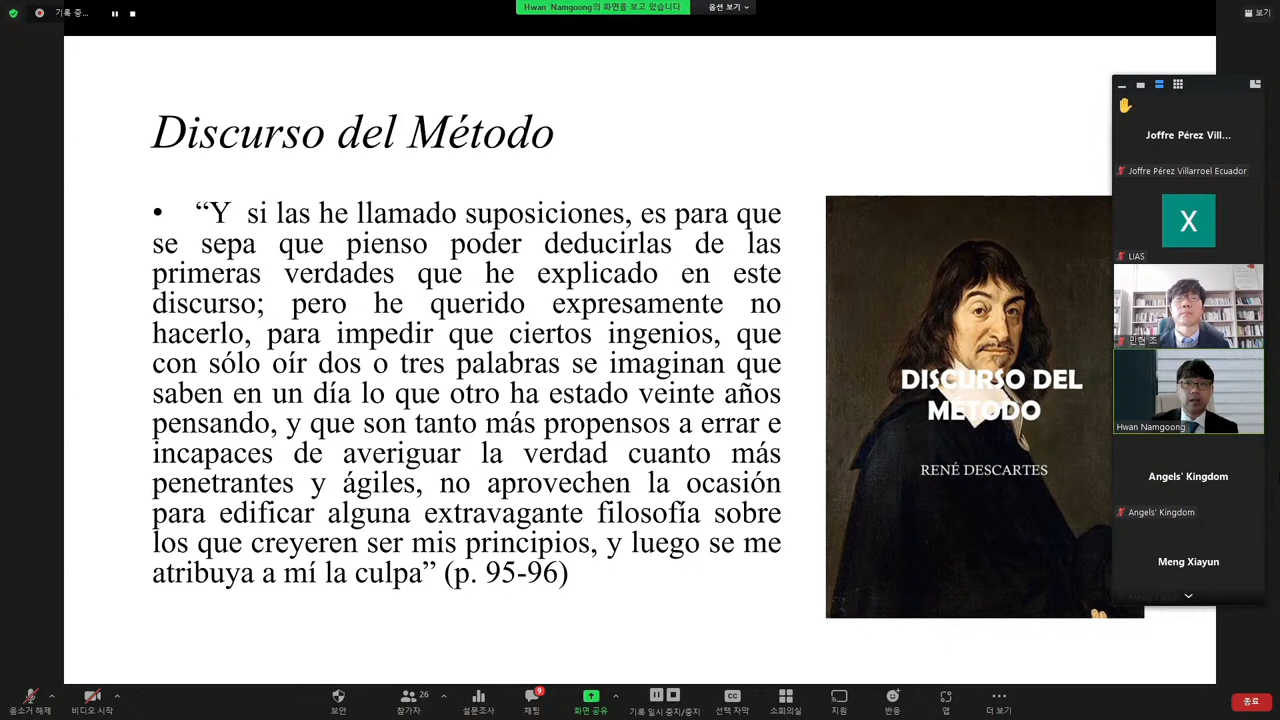 기록 중...
Hwan Namgoong의 화면을 보고 있습니다
옵션 보기
보기
Discurso del Método
• “Y si las he llamado suposiciones, es para que
se sepa que pienso poder deducirlas de las
primeras verdades que he explicado en este
discurso; pero he querido expresamente no
hacerlo, para impedir que ciertos ingenios, que
con sólo oír dos o tres palabras se imaginan que
saben en un día lo que otro ha estado veinte años
pensando, y que son tanto más propensos a errar e
incapaces de averiguar la verdad cuanto más
penetrantes y ágiles, no aprovechen la ocasión
para edificar alguna extravagante filosofía sobre
los que creyeren ser mis principios, y luego se me
atribuya a mí la culpa” (p. 95-96)
DISCURSO DEL
MÉTODO
RENÉ DESCARTES
Joffre Pérez Vill...
Joffre Pérez Villarroel Ecuador
X
LIAS
민현 조
Hwan Namgoong
Angels' Kingdom
Angels' Kingdom
Meng Xiayun
음소거 해제
비디오 시작
보안
26
참가자
설문조사
9
채팅
화면 공유
기록 일시 중지/중지
CC
선택 자막
소회의실
지원
반응
앱
더 보기
종료